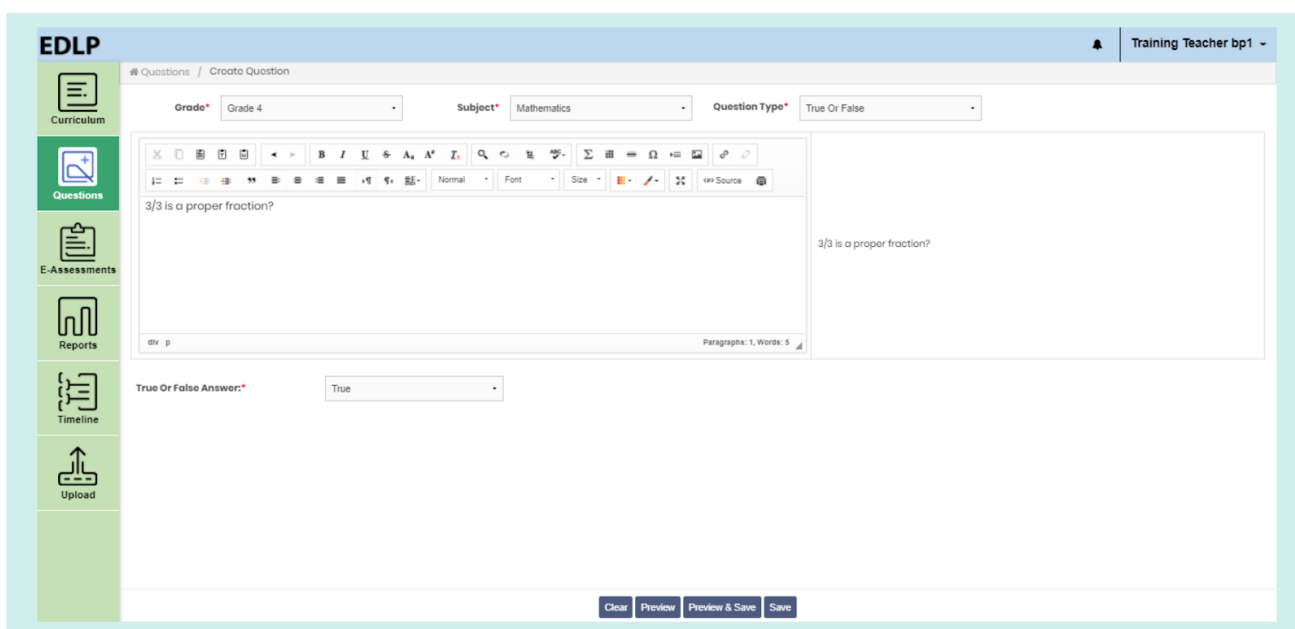 EDLP
Training Teacher bp1
Questions / Create Question
Curriculum
Grade* Grade 4 Subject* Mathematics Question Type* True Or False
Questions
B I U S Ix ABC Σ Ω
Normal Font Size Source
3/3 is a proper fraction?
3/3 is a proper fraction?
E-Assessments
Reports
div p Paragraphs: 1, Words: 5
True Or False Answer:* True
Timeline
Upload
Clear Preview Preview & Save Save